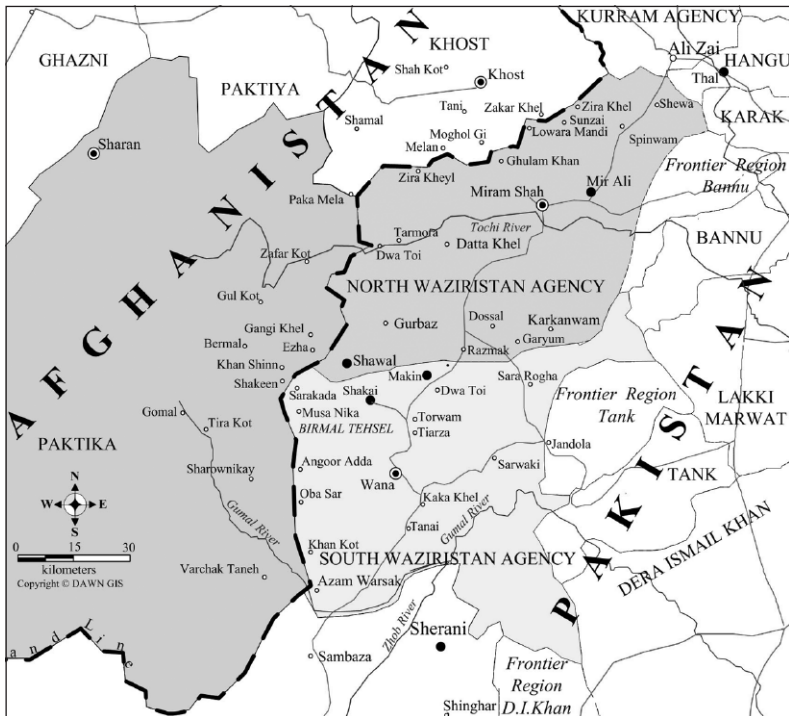 KURRAM AGENCY
GHAZNI
KHOST
Ali Zai
HANGU
Shah Kot
Khost
Thal
PAKTIYA
Tani
Zakar Khel
Zira Khel
Shewa
KARAK
Shamal
Sunzai
Lowara Mandi
Spinwam
Sharan
Moghol Gi
Melan
Ghulam Khan
Frontier Region
Bannu
Zira Kheyl
Mir Ali
Paka Mela
Miram Shah
Tochi River
Tarmora
Dwa Toi
Datta Khel
BANNU
Zafar Kot
AFGHANISTAN
NORTH WAZIRISTAN AGENCY
Gul Kot
Dossal
Karkanwam
Gurbaz
Gangi Khel
Garyum
Bermal
Ezha
Razmak
Shawal
Khan Shinn
Makin
Shakeen
Sara Rogha
Frontier Region
Tank
LAKKI
MARWAT
Sarakada
Shakai
Dwa Toi
Gomal
Musa Nika
Torwam
Tira Kot
BIRMAL TEHSEL
Tiarza
PAKTIKA
Jandola
PAKISTAN
Angoor Adda
Sarwaki
TANK
Sharownikay
Wana
N
W E
S
Oba Sar
Kaka Khel
Gumal River
Gumal River
Tanai
DERA ISMAIL KHAN
0 15 30
kilometers
Khan Kot
SOUTH WAZIRISTAN AGENCY
Copyright © DAWN GIS
Varchak Taneh
Azam Warsak
Zhob River
Sherani
and Line
Sambaza
Frontier
Region
D.I.Khan
Shinghar